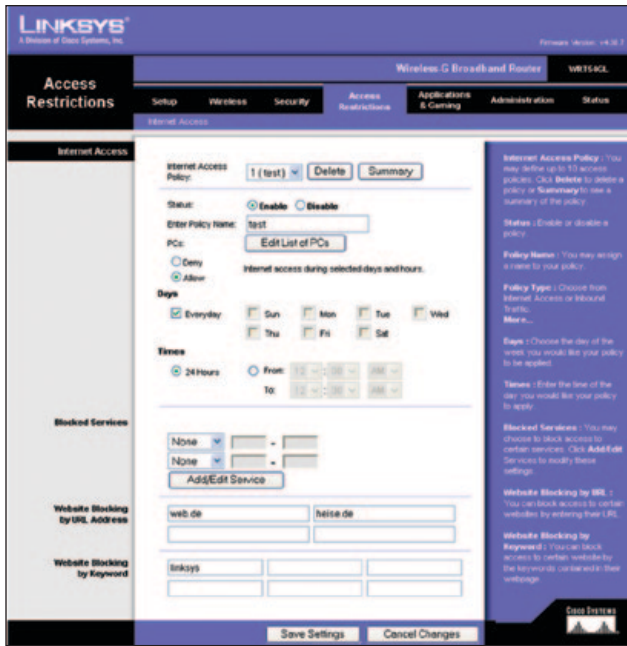 LINKSYS®
A Division of Cisco Systems, Inc.
Firmware Version: v4.30.7
Wireless-G Broadband Router WRT54GL
Access Restrictions
Setup Wireless Security Access Restrictions Applications & Gaming Administration Status
Internet Access
Internet Access
Internet Access Policy: 1 (test) Delete Summary
Status: Enable Disable
Enter Policy Name: test
PCs: Edit List of PCs
Deny
Allow
Internet access during selected days and hours.
Days
Everyday Sun Mon Tue Wed
Thu Fri Sat
Times
24 Hours From: 12 : 00 AM
To: 12 : 00 AM
Blocked Services
None -
None -
Add/Edit Service
Website Blocking by URL Address
web.de heise.de
Website Blocking by Keyword
linksys
Save Settings Cancel Changes
Internet Access Policy : You
may define up to 10 access
policies. Click Delete to delete a
policy or Summary to see a
summary of the policy.
Status : Enable or disable a
policy.
Policy Name : You may assign
a name to your policy.
Policy Type : Choose from
Internet Access or Inbound
Traffic.
More...
Days : Choose the day of the
week you would like your policy
to be applied.
Times : Enter the time of the
day you would like your policy
to apply.
Blocked Services : You may
choose to block access to
certain services. Click Add/Edit
Services to modify these
settings.
Website Blocking by URL :
You can block access to certain
websites by entering their URL.
Website Blocking by
Keyword : You can block
access to certain website by
the keywords contained in their
webpage.
CISCO SYSTEMS